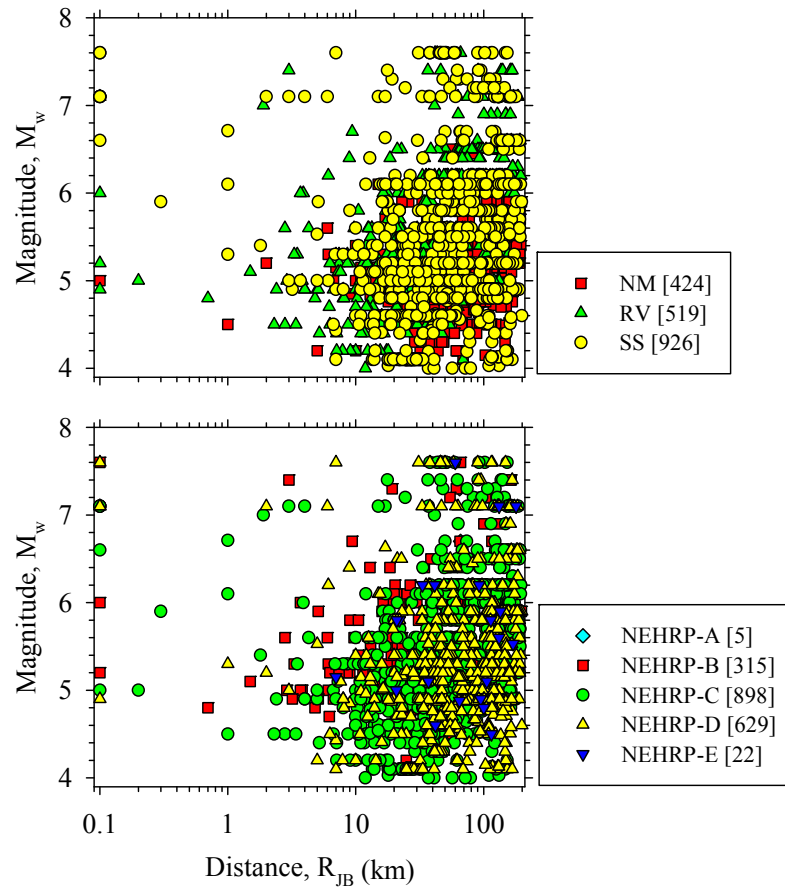 8
7
6
5
4
Magnitude, Mw
NM [424]
RV [519]
SS [926]
8
7
6
5
4
Magnitude, Mw
NEHRP-A [5]
NEHRP-B [315]
NEHRP-C [898]
NEHRP-D [629]
NEHRP-E [22]
0.1 1 10 100
Distance, RJB (km)